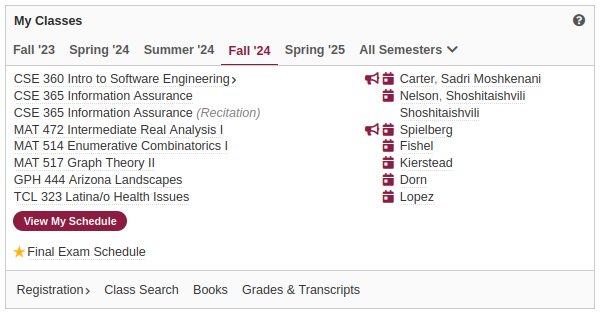 My Classes
Fall '23 Spring '24 Summer '24 Fall '24 Spring '25 All Semesters
CSE 360 Intro to Software Engineering Carter, Sadri Moshkenani
CSE 365 Information Assurance Nelson, Shoshitaishvili
CSE 365 Information Assurance (Recitation) Shoshitaishvili
MAT 472 Intermediate Real Analysis I Spielberg
MAT 514 Enumerative Combinatorics I Fishel
MAT 517 Graph Theory II Kierstead
GPH 444 Arizona Landscapes Dorn
TCL 323 Latina/o Health Issues Lopez
View My Schedule
Final Exam Schedule
Registration Class Search Books Grades & Transcripts